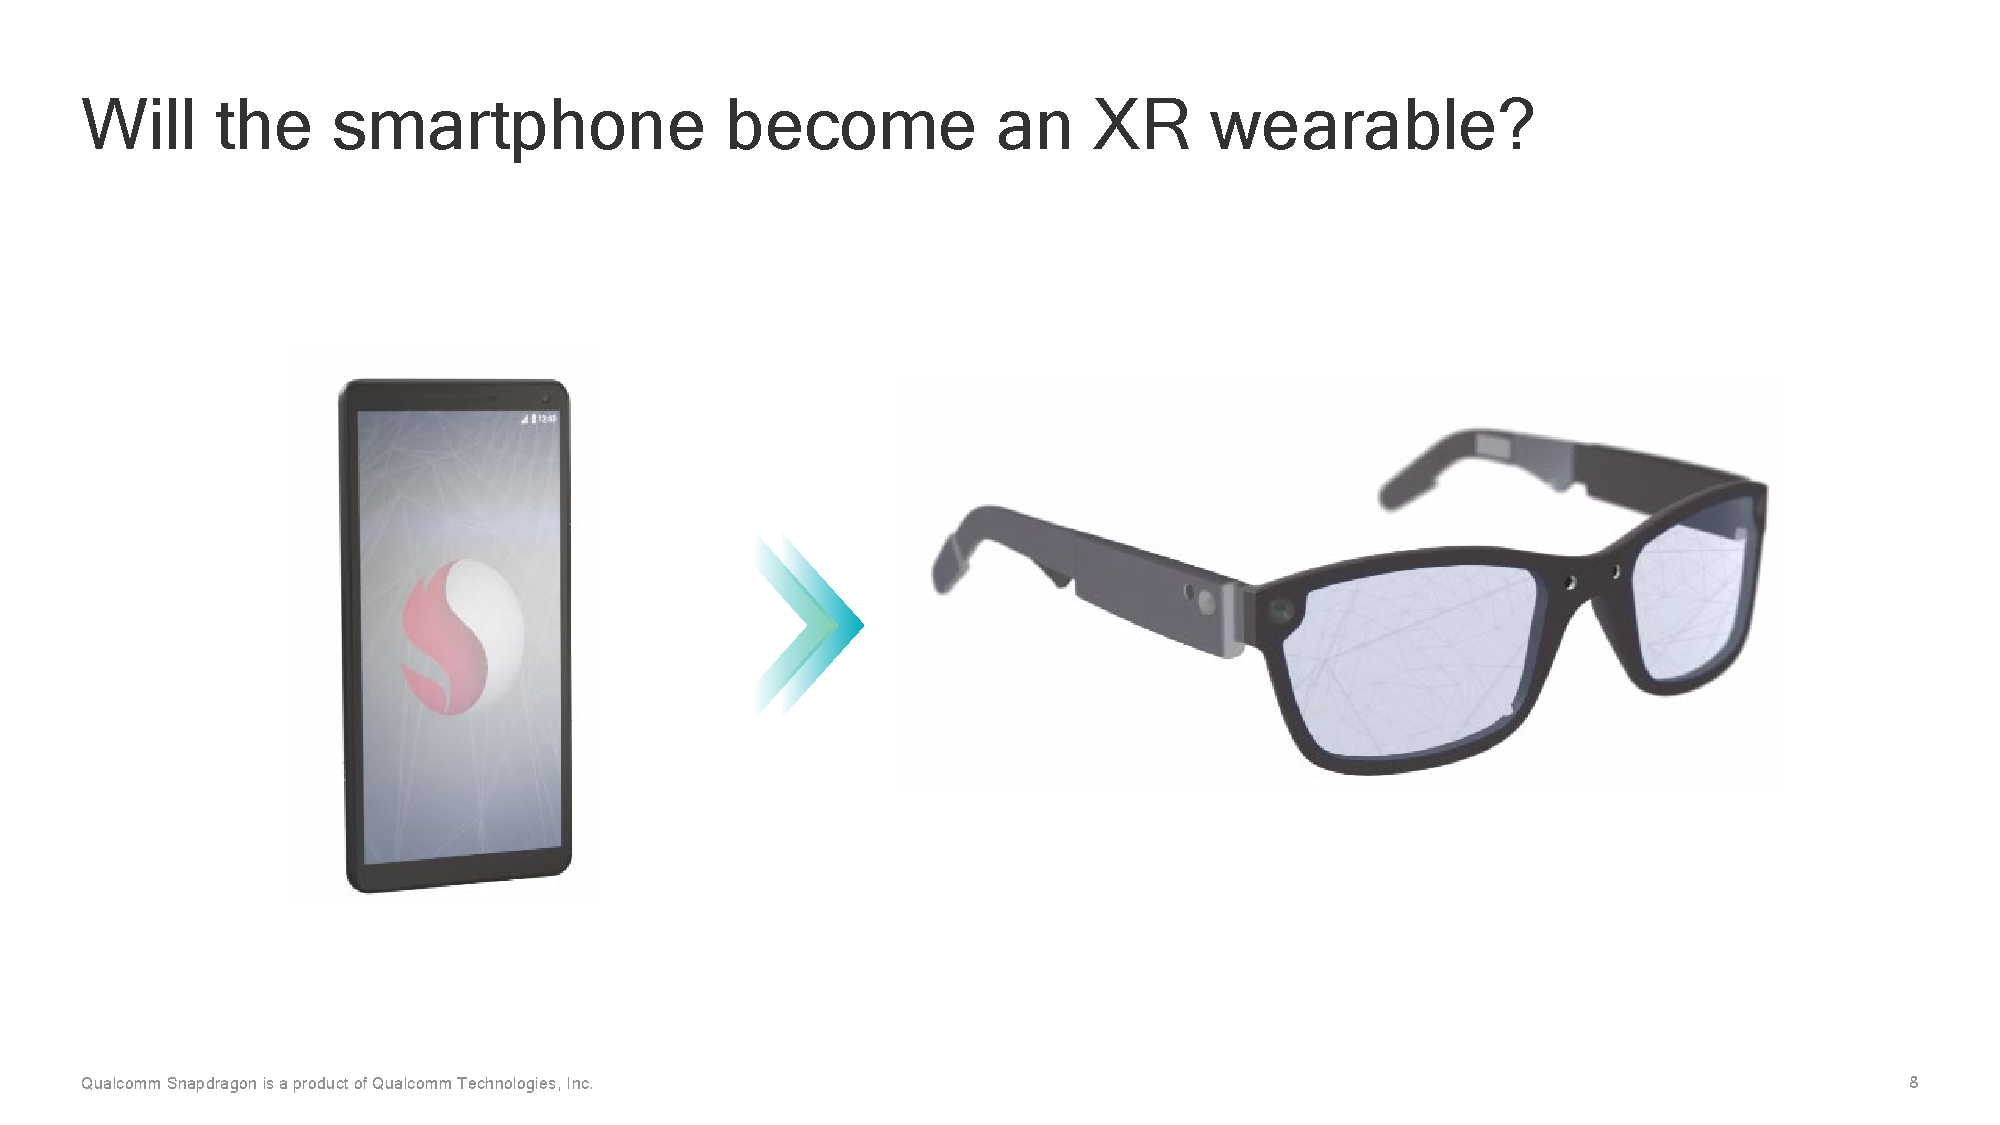 Will the smartphone become an XR wearable?
Qualcomm Snapdragon is a product of Qualcomm Technologies, Inc.
8